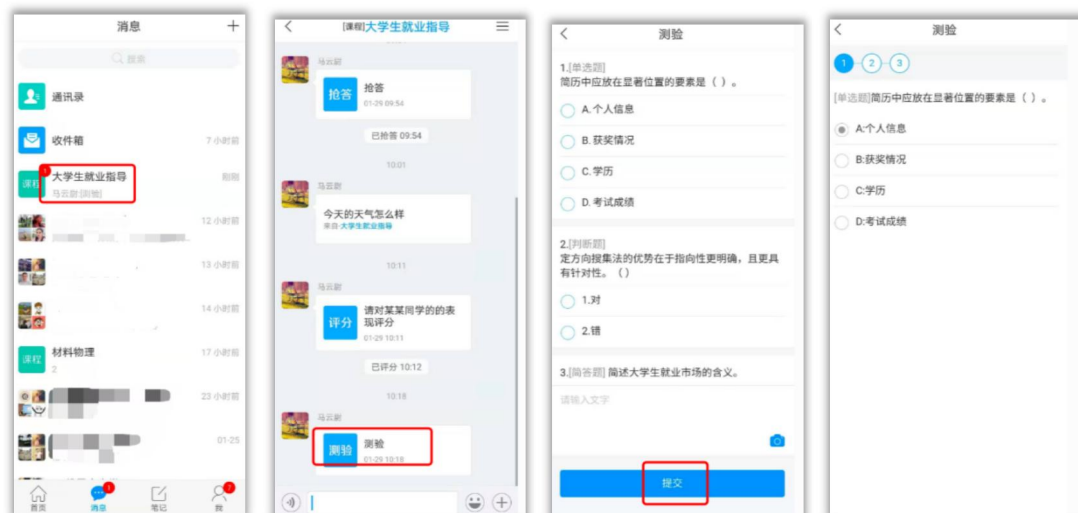 消息
搜索
通讯录
收件箱
7 小时前
1
课程
大学生就业指导
刚刚
马云尉:[测验]
12 小时前
13 小时前
14 小时前
课程
材料物理
17 小时前
2
23 小时前
01-25
首页
1
消息
笔记
7
我
[课程]大学生就业指导
马云尉
抢答
抢答
01-29 09:54
已抢答 09:54
10:01
马云尉
今天的天气怎么样
来自·大学生就业指导
10:11
马云尉
评分
请对某某同学的的表
现评分
01-29 10:11
已评分 10:12
10:18
马云尉
测验
测验
01-29 10:18
测验
1.[单选题]
简历中应放在显著位置的要素是（ ）。
A. 个人信息
B. 获奖情况
C. 学历
D. 考试成绩
2.[判断题]
定方向搜集法的优势在于指向性更明确，且更具
有针对性。（ ）
1.对
2.错
3.[简答题] 简述大学生就业市场的含义。
请输入文字
提交
测验
1
2
3
[单选题]简历中应放在显著位置的要素是（ ）。
A:个人信息
B:获奖情况
C:学历
D:考试成绩